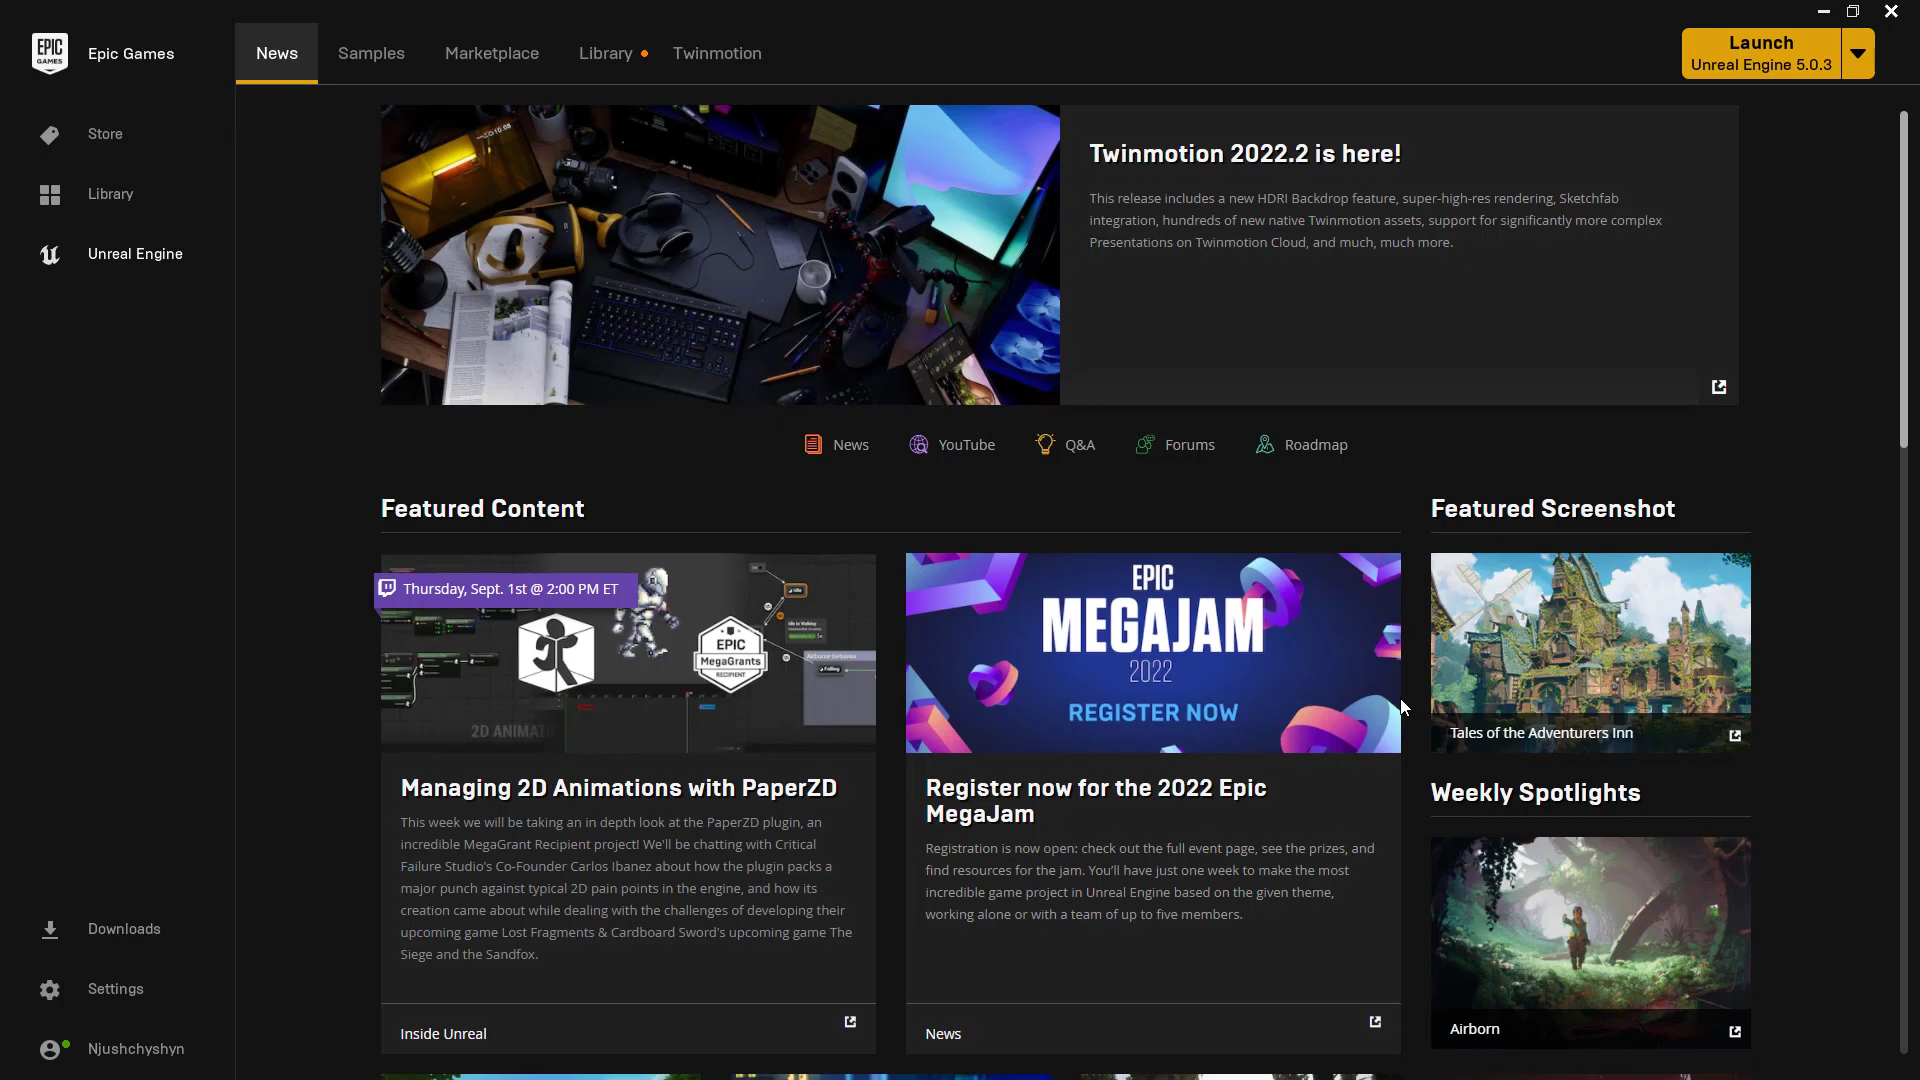 EPIC
GAMES
Epic Games
News
Samples
Marketplace
Library
Twinmotion
Launch
Unreal Engine 5.0.3
Store
Library
Unreal Engine
Twinmotion 2022.2 is here!
This release includes a new HDRI Backdrop feature, super-high-res rendering, Sketchfab
integration, hundreds of new native Twinmotion assets, support for significantly more complex
Presentations on Twinmotion Cloud, and much, much more.
News
YouTube
Q&A
Forums
Roadmap
Featured Content
Thursday, Sept. 1st @ 2:00 PM ET
EPIC
MegaGrants
RECIPIENT
Managing 2D Animations with PaperZD
This week we will be taking an in depth look at the PaperZD plugin, an
incredible MegaGrant Recipient project! We'll be chatting with Critical
Failure Studio's Co-Founder Carlos Ibanez about how the plugin packs a
major punch against typical 2D pain points in the engine, and how its
creation came about while dealing with the challenges of developing their
upcoming game Lost Fragments & Cardboard Sword's upcoming game The
Siege and the Sandfox.
Inside Unreal
EPIC
MEGAJAM
2022
REGISTER NOW
Register now for the 2022 Epic
MegaJam
Registration is now open: check out the full event page, see the prizes, and
find resources for the jam. You'll have just one week to make the most
incredible game project in Unreal Engine based on the given theme,
working alone or with a team of up to five members.
News
Featured Screenshot
Tales of the Adventurers Inn
Weekly Spotlights
Airborn
Downloads
Settings
Njushchyshyn